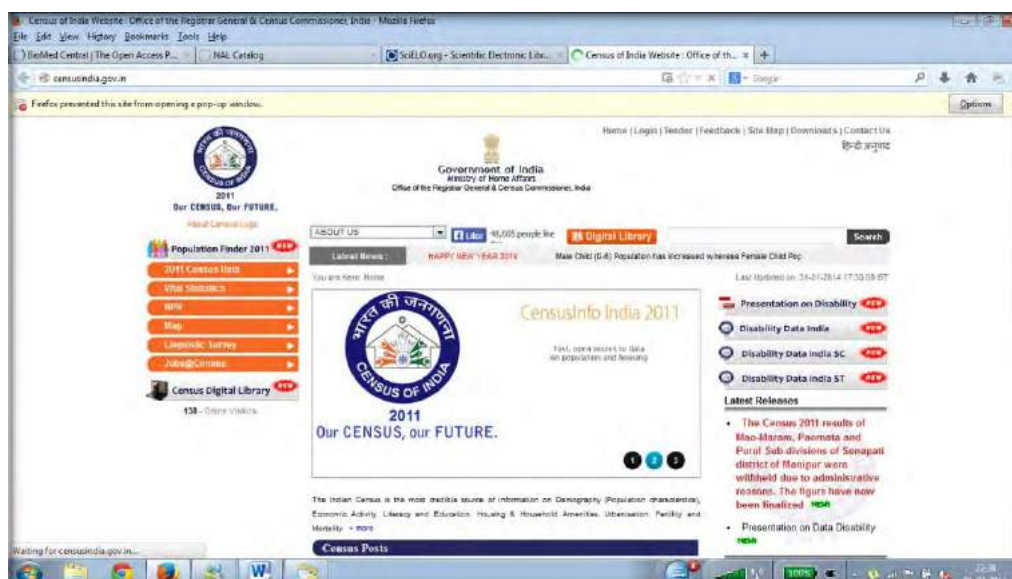 Census of India Website : Office of the Registrar General & Census Commissioner, India - Mozilla Firefox
File Edit View History Bookmarks Tools Help
BioMed Central | The Open Access P...
NAL Catalog
SciELO.org - Scientific Electronic Libr...
Census of India Website : Office of th...
censusindia.gov.in
Google
Firefox prevented this site from opening a pop-up window.
Options
Home | Login | Tender | Feedback | Site Map | Downloads | Contact Us
हिन्दी अनुवाद
भारत की जनगणना
CENSUS OF INDIA
2011
Our CENSUS, Our FUTURE.
About Census Logo
Government of India
Ministry of Home Affairs
Office of the Registrar General & Census Commissioner, India
ABOUT US
Like
people like
Digital Library
Search
Latest News :
HAPPY NEW YEAR 2014
Male Child (0-6) Population has increased whereas Female Child Pop
You are here: Home
Population Finder 2011 NEW
2011 Census Data
Vital Statistics
NPR
Map
Linguistic Survey
Jobs@Census
Census Digital Library NEW
138 - Online Visitors
भारत की जनगणना
CENSUS OF INDIA
2011
Our CENSUS, our FUTURE.
CensusInfo India 2011
Fast, open access to data
on population and housing
1 2 3
The Indian Census is the most credible source of information on Demography (Population characteristics),
Economic Activity, Literacy and Education, Housing & Household Amenities, Urbanisation, Fertility and
Mortality + more
Census Posts
Presentation on Disability NEW
Disability Data India NEW
Disability Data India SC NEW
Disability Data India ST NEW
Latest Releases
The Census 2011 results of
Mao-Maram, Paomata and
Purul Sub divisions of Senapati
district of Manipur were
withheld due to administrative
reasons. The figure have now
been finalized NEW
Presentation on Data Disability
NEW
Waiting for censusindia.gov.in...
100%